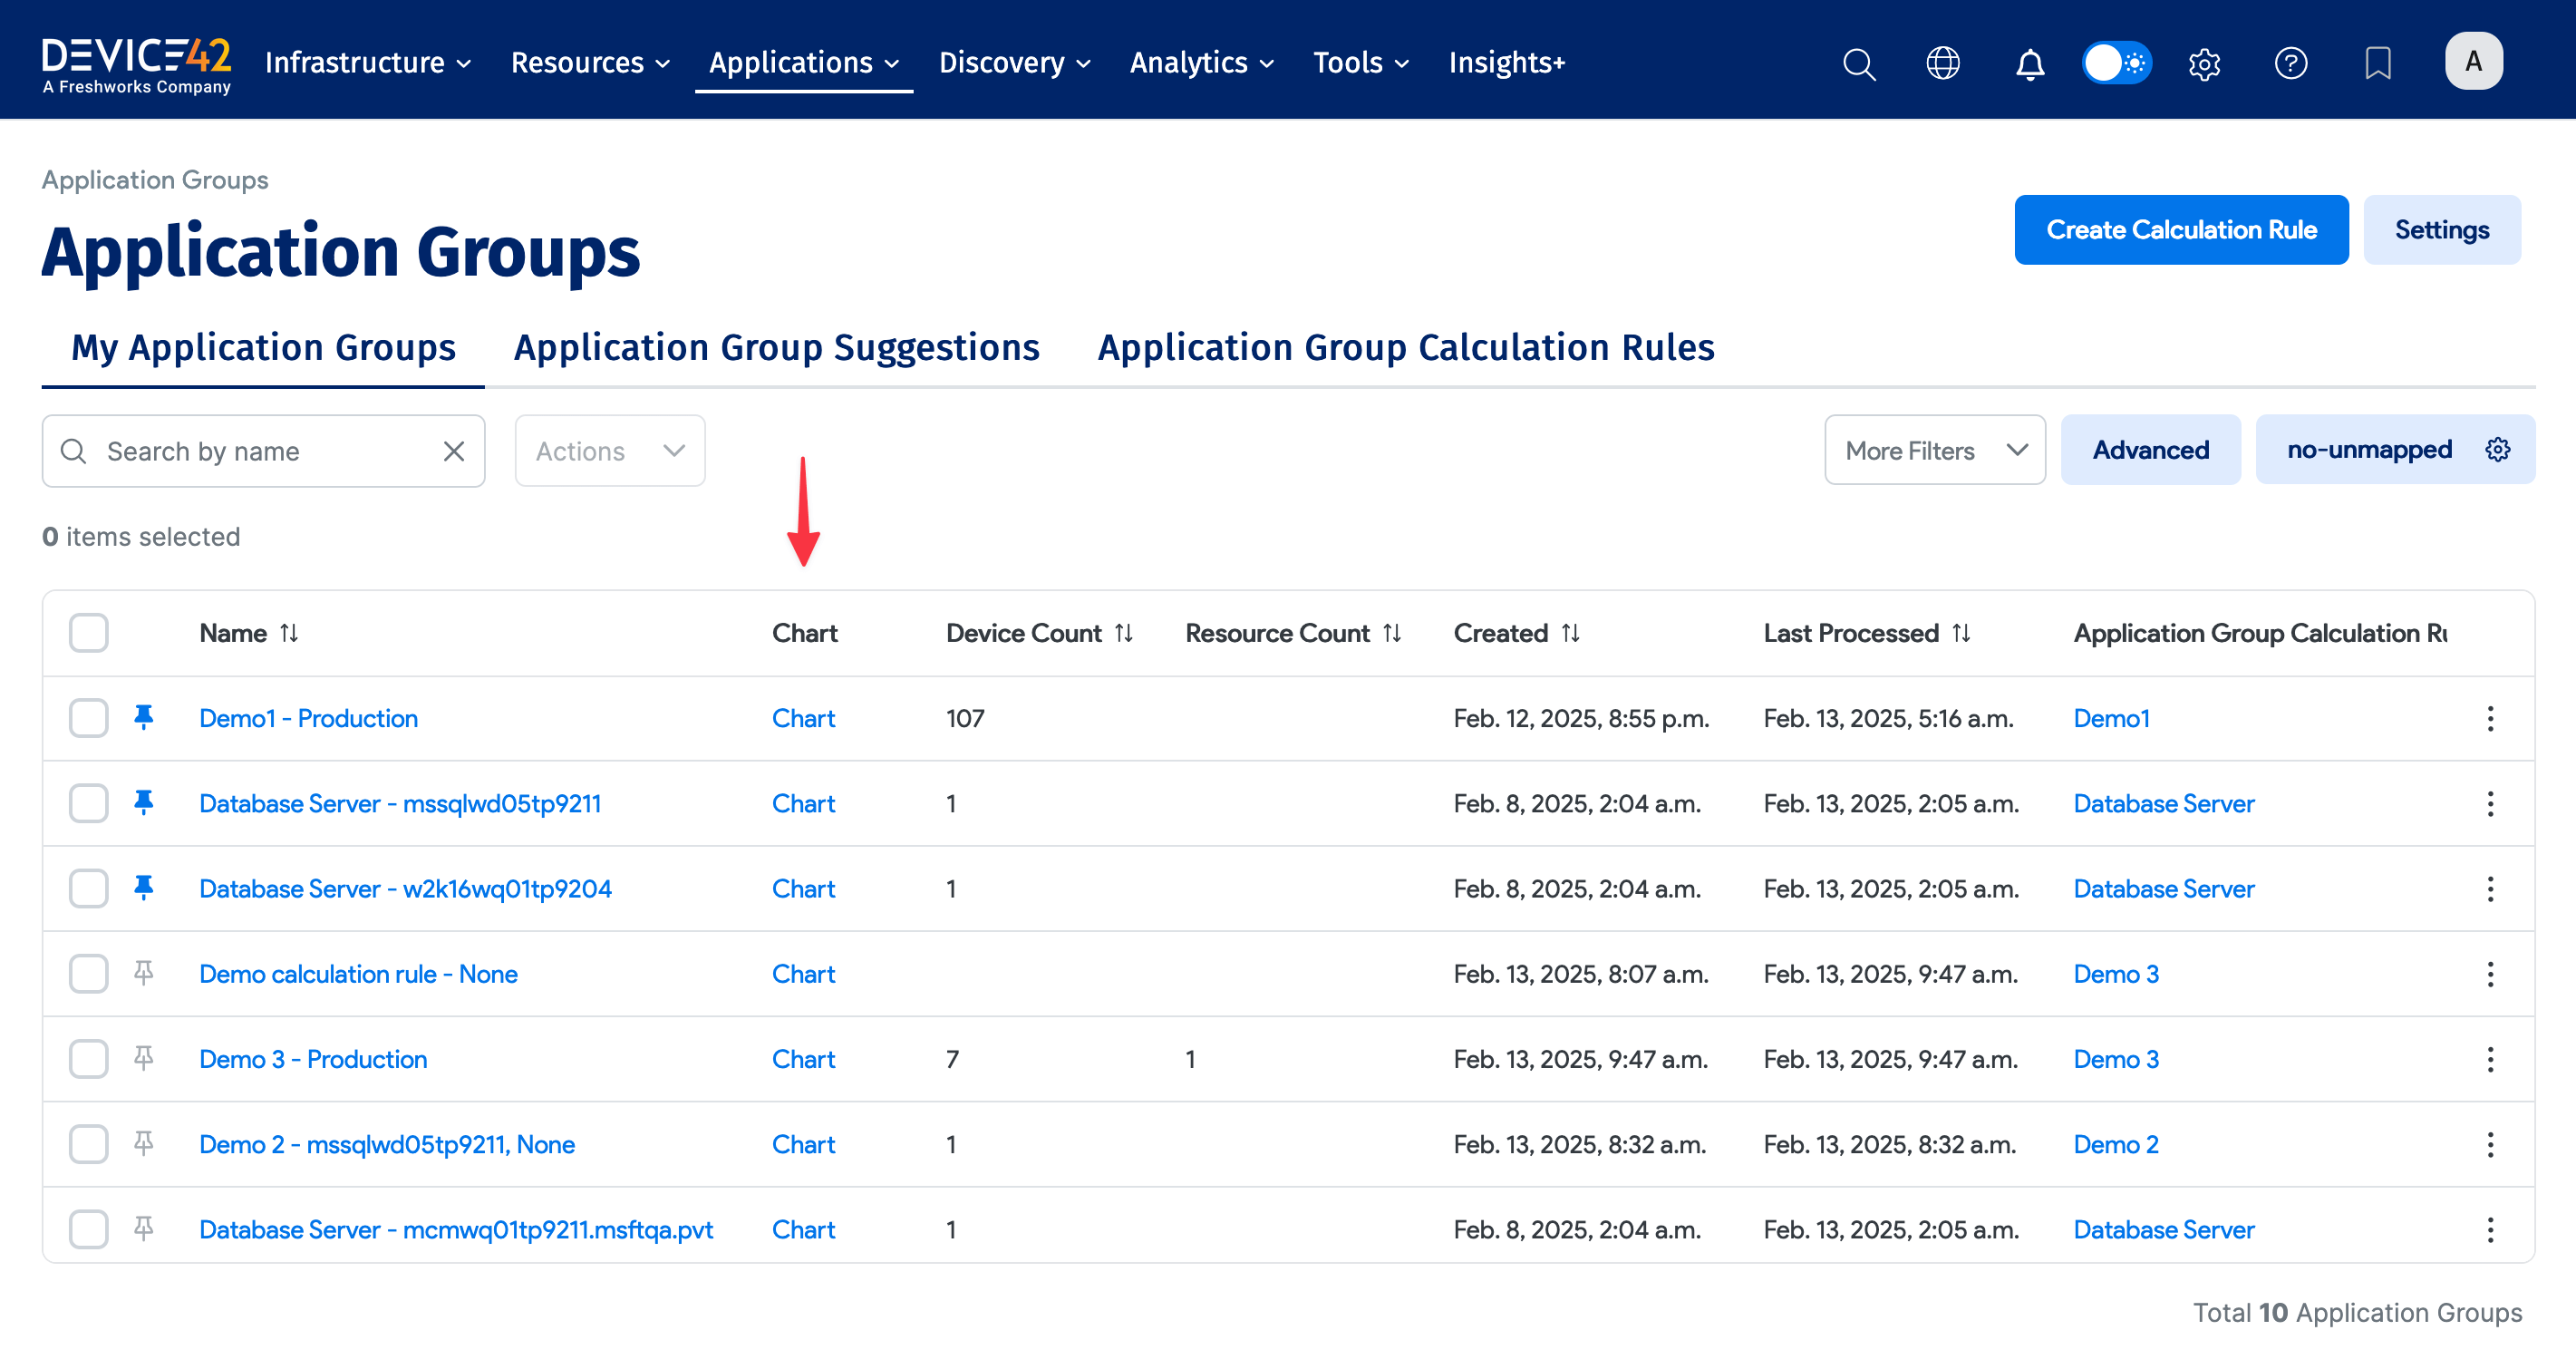 DEVICE42
A Freshworks Company
Infrastructure Resources Applications Discovery Analytics Tools Insights+
A
Application Groups
Application Groups
Create Calculation Rule Settings
My Application Groups Application Group Suggestions Application Group Calculation Rules
Search by name Actions More Filters Advanced no-unmapped
0 items selected
Name Chart Device Count Resource Count Created Last Processed Application Group Calculation Ru
Demo1 - Production Chart 107 Feb. 12, 2025, 8:55 p.m. Feb. 13, 2025, 5:16 a.m. Demo1
Database Server - mssqlwd05tp9211 Chart 1 Feb. 8, 2025, 2:04 a.m. Feb. 13, 2025, 2:05 a.m. Database Server
Database Server - w2k16wq01tp9204 Chart 1 Feb. 8, 2025, 2:04 a.m. Feb. 13, 2025, 2:05 a.m. Database Server
Demo calculation rule - None Chart Feb. 13, 2025, 8:07 a.m. Feb. 13, 2025, 9:47 a.m. Demo 3
Demo 3 - Production Chart 7 1 Feb. 13, 2025, 9:47 a.m. Feb. 13, 2025, 9:47 a.m. Demo 3
Demo 2 - mssqlwd05tp9211, None Chart 1 Feb. 13, 2025, 8:32 a.m. Feb. 13, 2025, 8:32 a.m. Demo 2
Database Server - mcmwq01tp9211.msftqa.pvt Chart 1 Feb. 8, 2025, 2:04 a.m. Feb. 13, 2025, 2:05 a.m. Database Server
Total 10 Application Groups